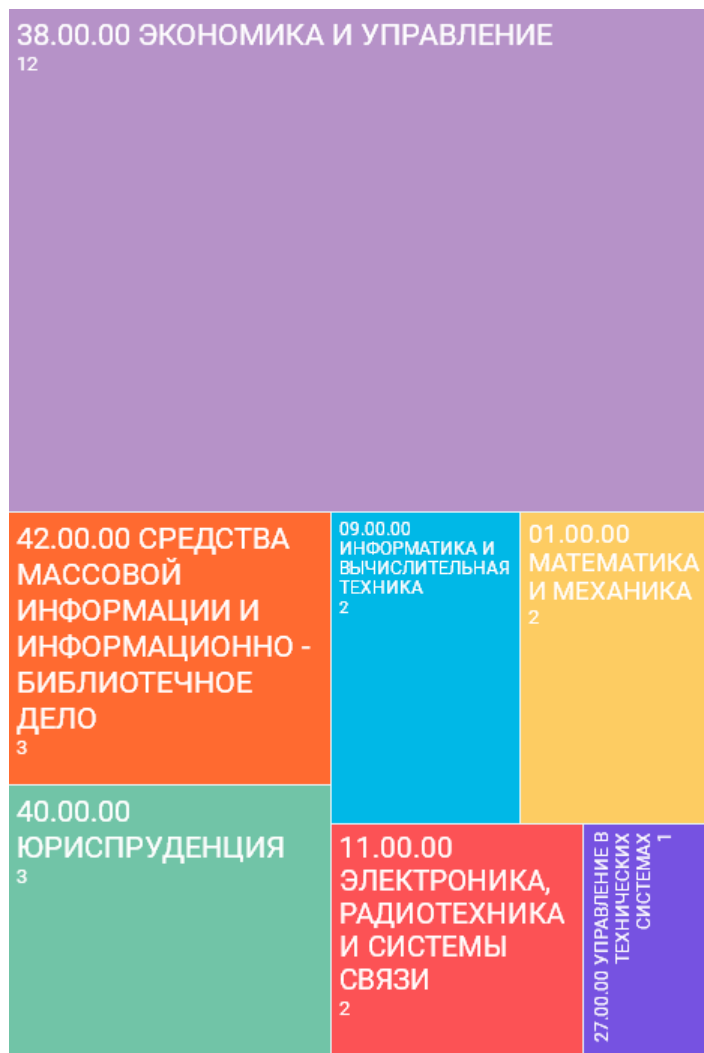 38.00.00 ЭКОНОМИКА И УПРАВЛЕНИЕ
12
42.00.00 СРЕДСТВА
МАССОВОЙ
ИНФОРМАЦИИ И
ИНФОРМАЦИОННО -
БИБЛИОТЕЧНОЕ
ДЕЛО
3
09.00.00
ИНФОРМАТИКА И
ВЫЧИСЛИТЕЛЬНАЯ
ТЕХНИКА
2
01.00.00
МАТЕМАТИКА
И МЕХАНИКА
2
40.00.00
ЮРИСПРУДЕНЦИЯ
3
11.00.00
ЭЛЕКТРОНИКА,
РАДИОТЕХНИКА
И СИСТЕМЫ
СВЯЗИ
2
27.00.00 УПРАВЛЕНИЕ В
ТЕХНИЧЕСКИХ
СИСТЕМАХ
1